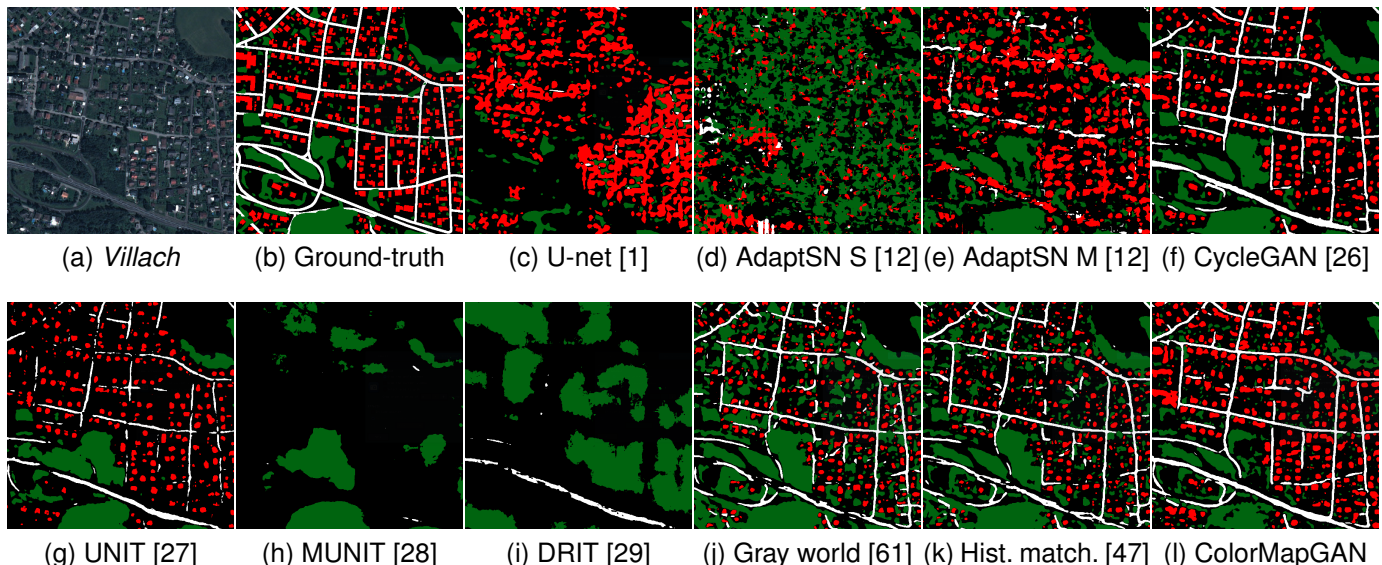 (a) Villach (b) Ground-truth (c) U-net [1] (d) AdaptSN S [12] (e) AdaptSN M [12] (f) CycleGAN [26]
(g) UNIT [27] (h) MUNIT [28] (i) DRIT [29] (j) Gray world [61] (k) Hist. match. [47] (l) ColorMapGAN